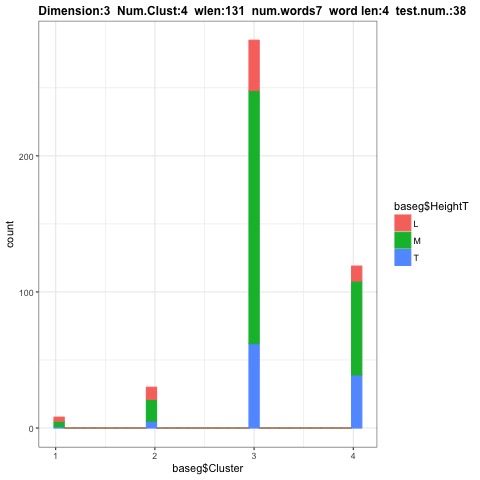 Dimension:3 Num.Clust:4 wlen:131 num.words7 word len:4 test.num.:38
200
100
0
count
1 2 3 4
baseg$Cluster
baseg$HeightT
L
M
T